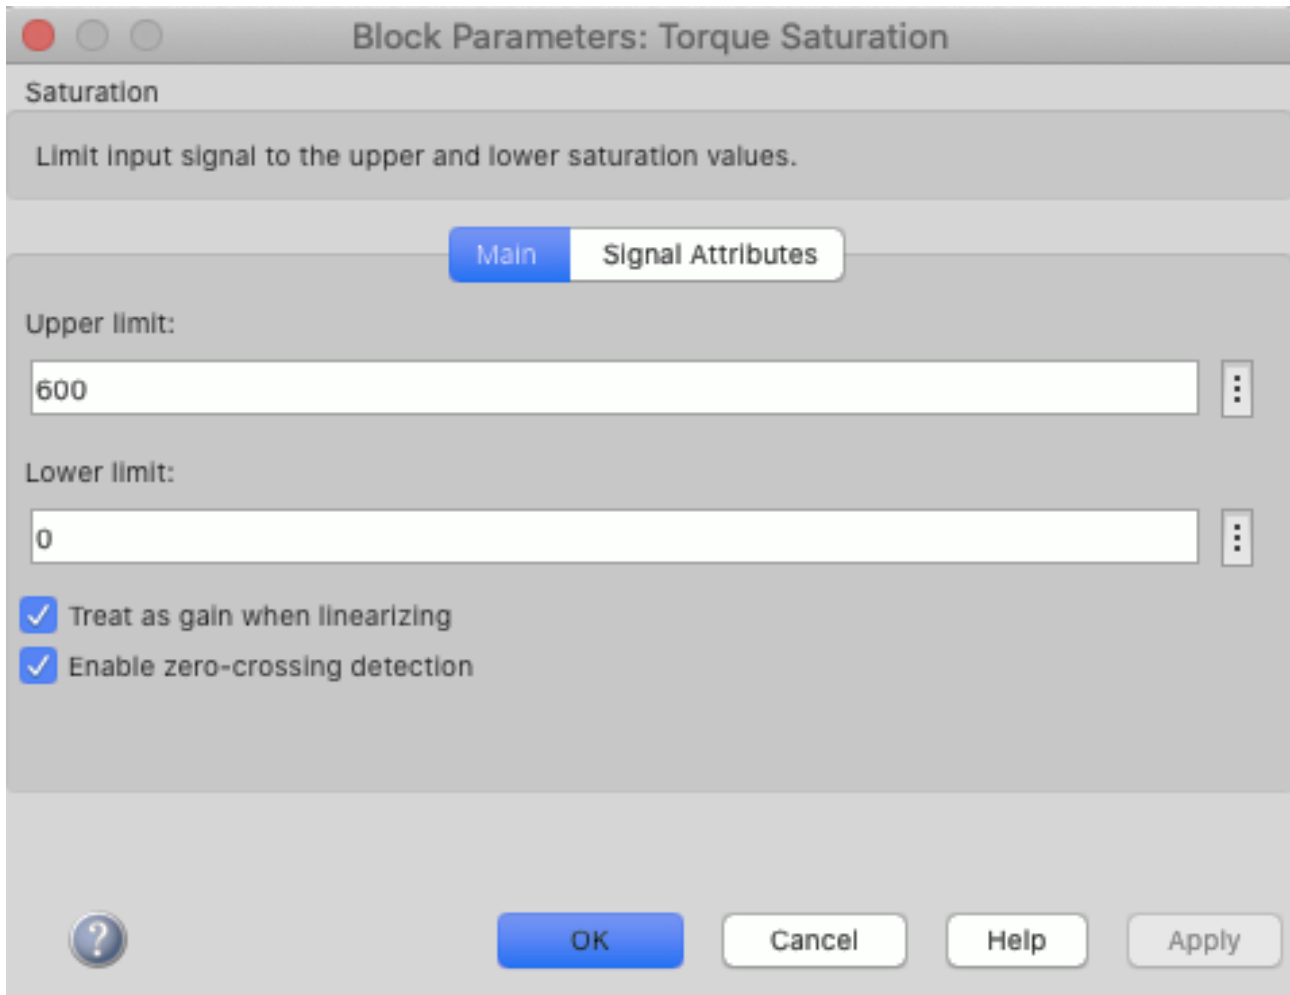 Block Parameters: Torque Saturation
Saturation
Limit input signal to the upper and lower saturation values.
Main Signal Attributes
Upper limit:
600
Lower limit:
0
Treat as gain when linearizing
Enable zero-crossing detection
? OK Cancel Help Apply